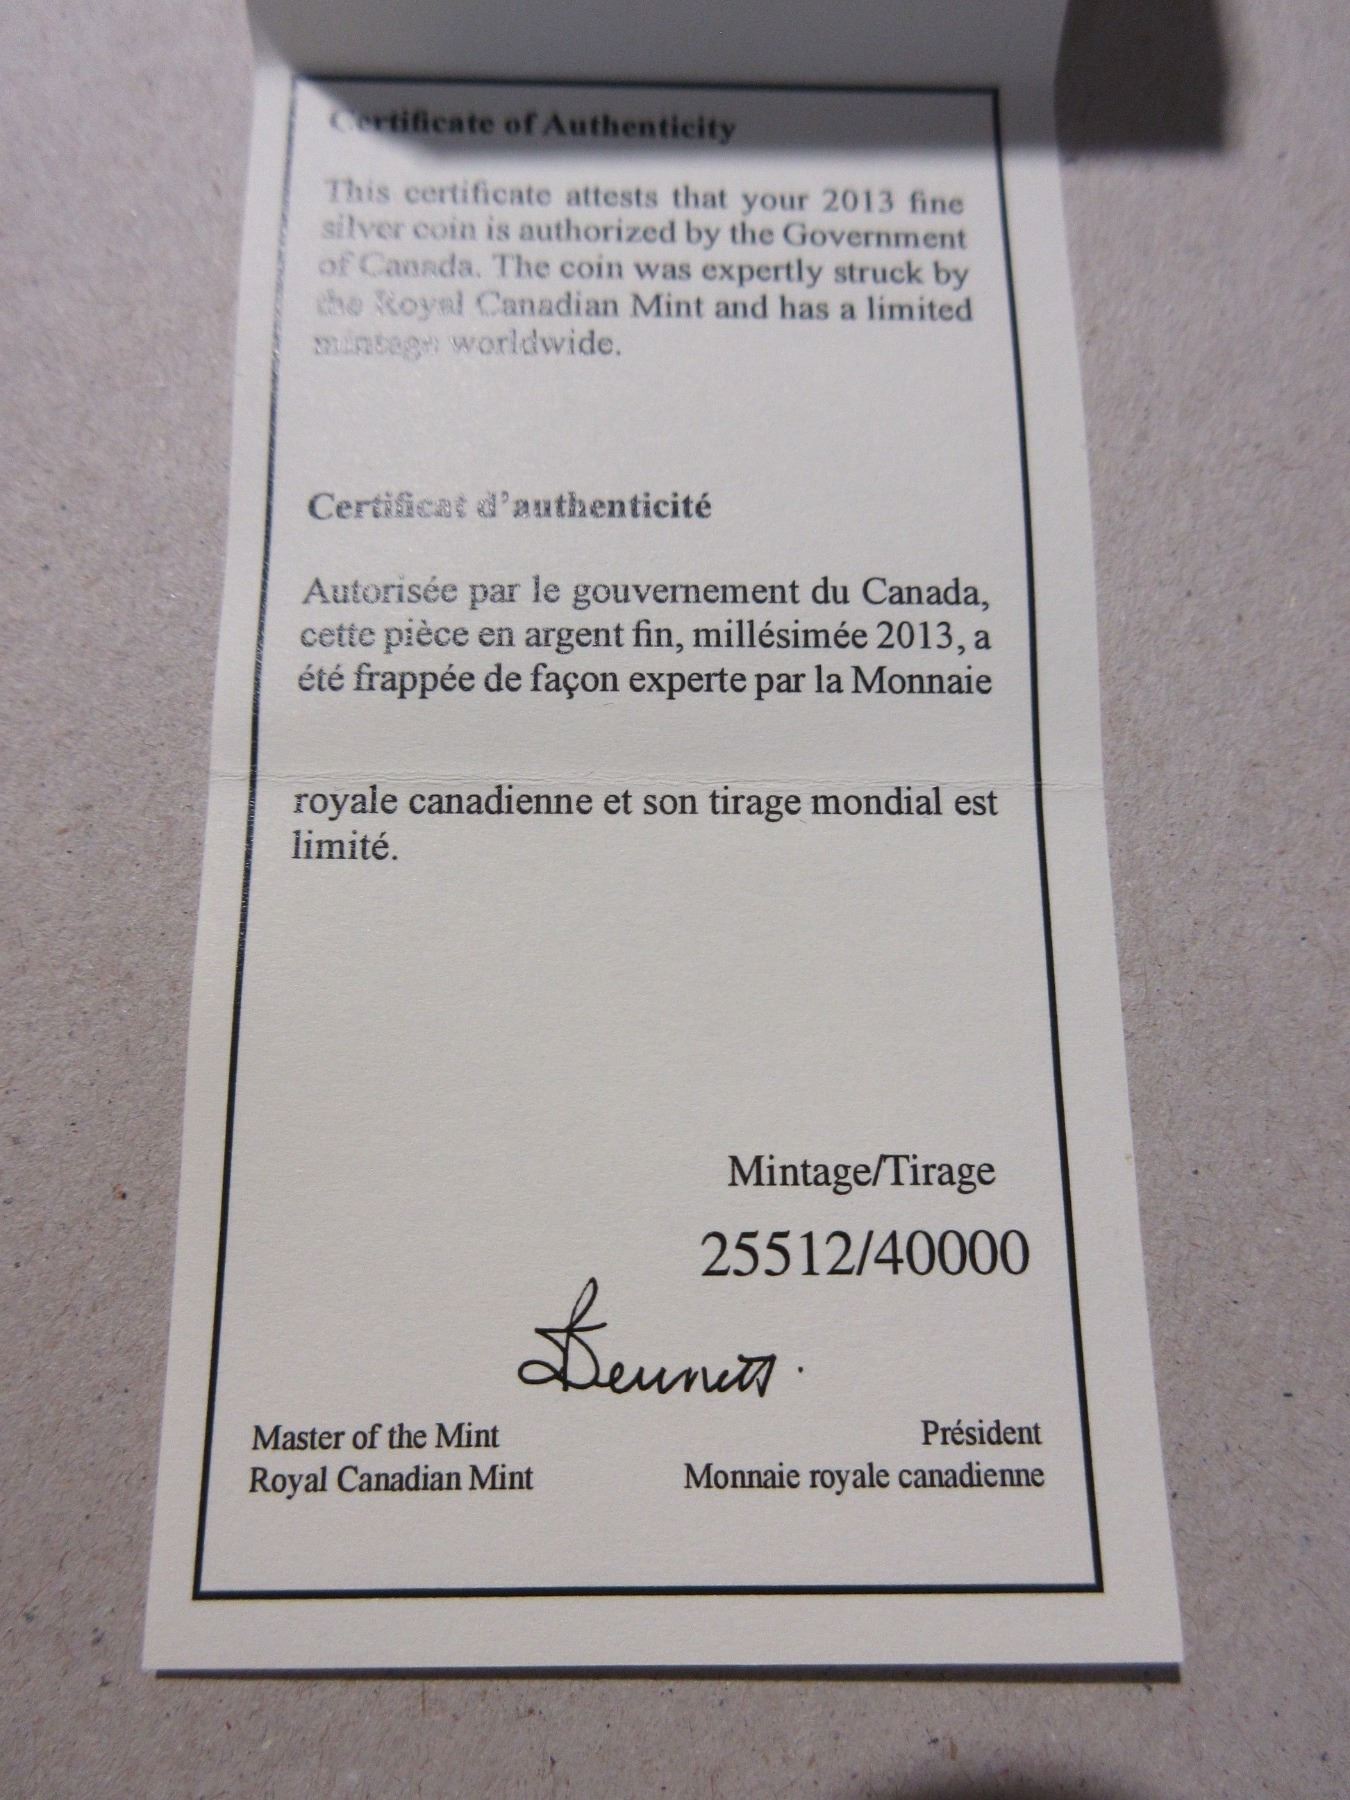 Certificate of Authenticity
This certificate attests that your 2013 fine
silver coin is authorized by the Government
of Canada. The coin was expertly struck by
the Royal Canadian Mint and has a limited
mintage worldwide.
Certificat d'authenticité
Autorisée par le gouvernement du Canada,
cette pièce en argent fin, millésimée 2013, a
été frappée de façon experte par la Monnaie
royale canadienne et son tirage mondial est
limité.
Mintage/Tirage
25512/40000
Bennett
Master of the Mint
Royal Canadian Mint
Président
Monnaie royale canadienne